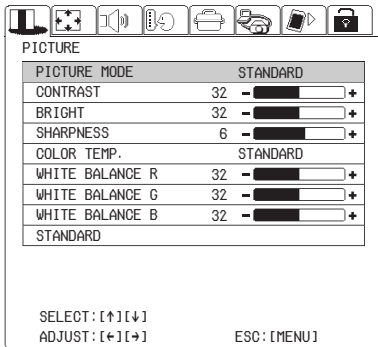 PICTURE
PICTURE MODE STANDARD
CONTRAST 32 - +
BRIGHT 32 - +
SHARPNESS 6 - +
COLOR TEMP. STANDARD
WHITE BALANCE R 32 - +
WHITE BALANCE G 32 - +
WHITE BALANCE B 32 - +
STANDARD
SELECT:[↑][↓]
ADJUST:[←][→] ESC:[MENU]